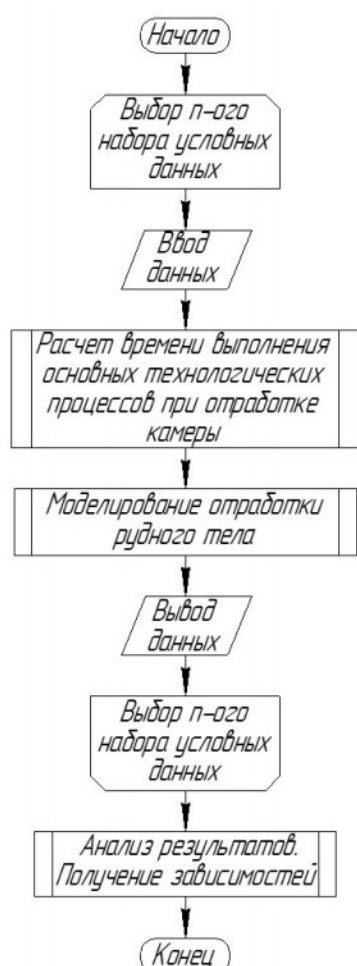 Начало
Выбор n-ого
набора условных
данных
Ввод
данных
Расчет времени выполнения
основных технологических
процессов при отработке
камеры
Моделирование отработки
рудного тела
Вывод
данных
Выбор n-ого
набора условных
данных
Анализ результатов.
Получение зависимостей
Конец